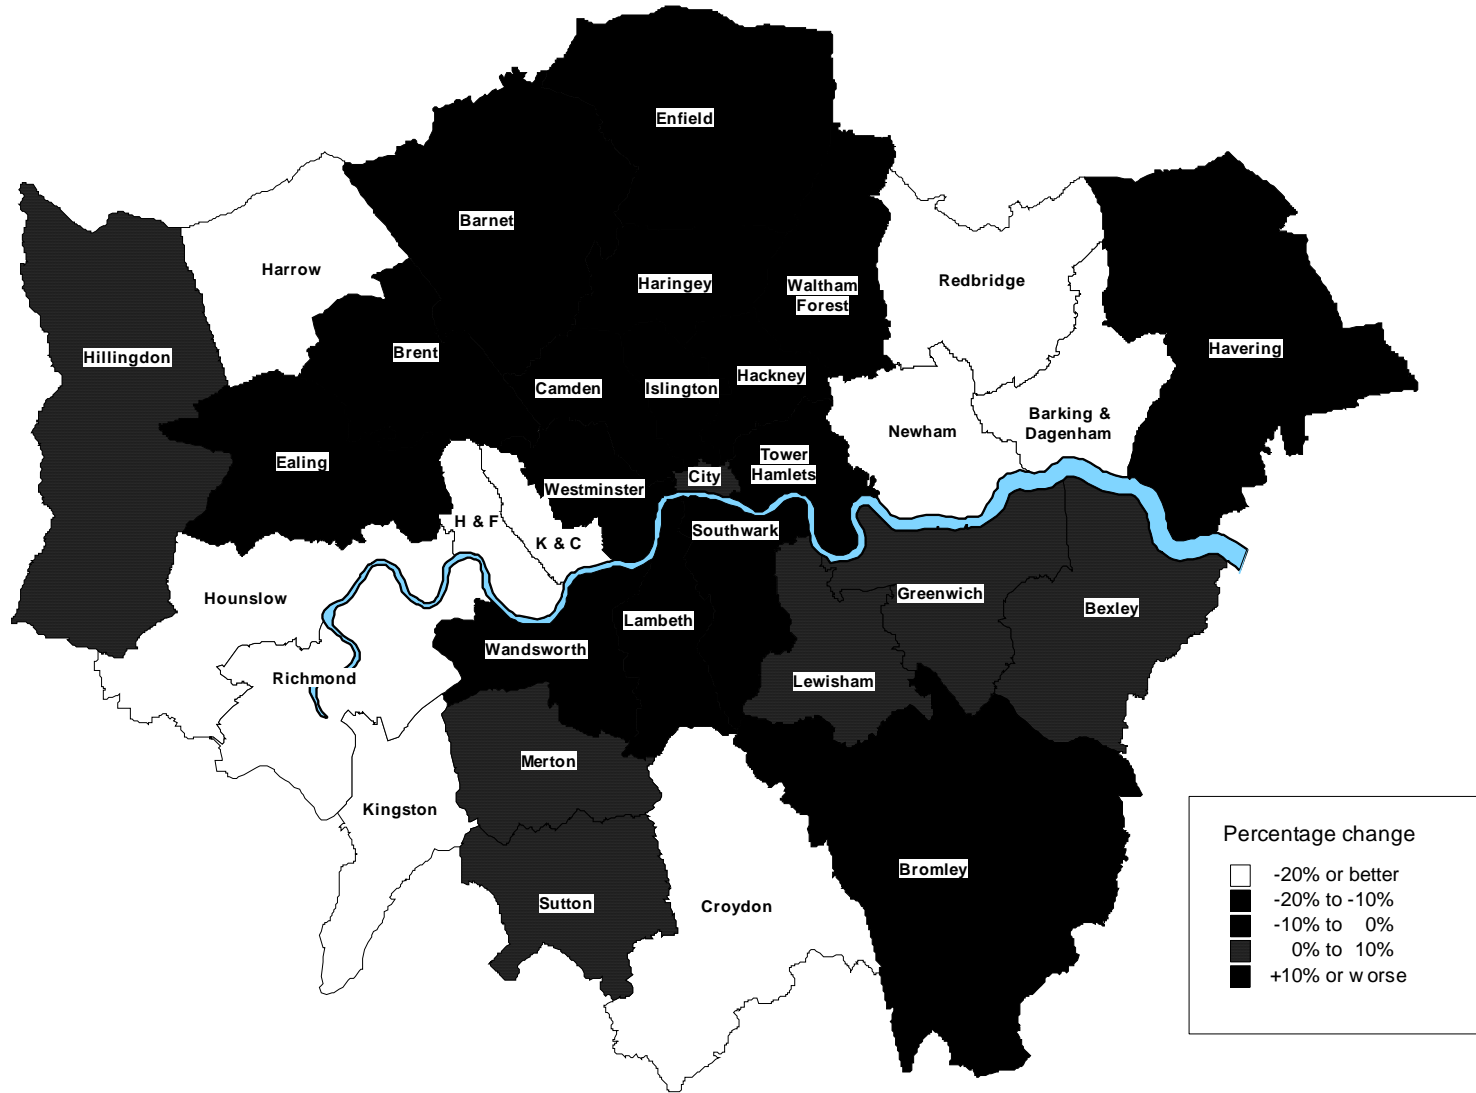 Enfield
Barnet
Harrow
Haringey
Waltham
Forest
Redbridge
Hillingdon
Brent
Havering
Camden
Islington
Hackney
Barking &
Dagenham
Newham
Ealing
Tower
Hamlets
City
Westminster
H & F
K & C
Southwark
Hounslow
Greenwich
Bexley
Lambeth
Wandsworth
Richmond
Lewisham
Merton
Kingston
Bromley
Sutton
Croydon
Percentage change
-20% or better
-20% to -10%
-10% to 0%
0% to 10%
+10% or worse